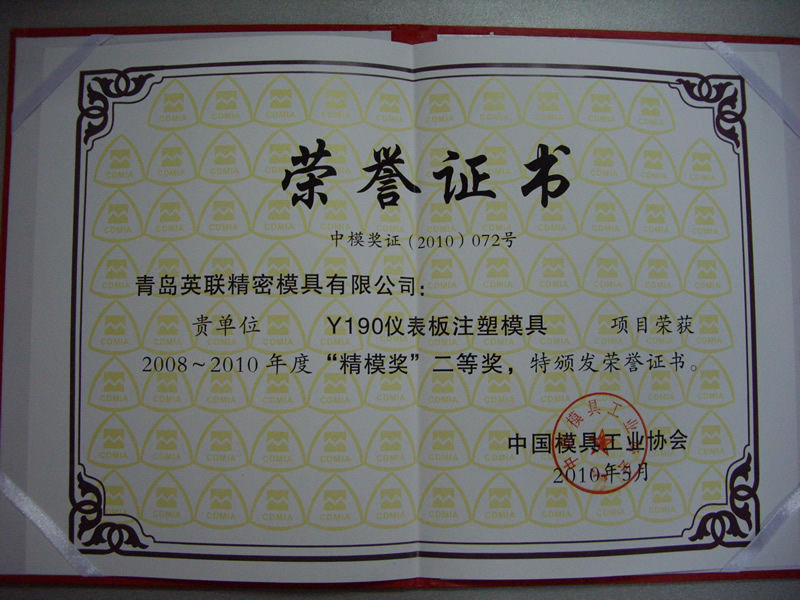 荣誉证书
中模奖证（2010）072号
青岛英联精密模具有限公司：
贵单位 Y190仪表板注塑模具 项目荣获
2008～2010年度“精模奖”二等奖，特颁发荣誉证书。
中国模具工业协会
2010年5月
CDMIA